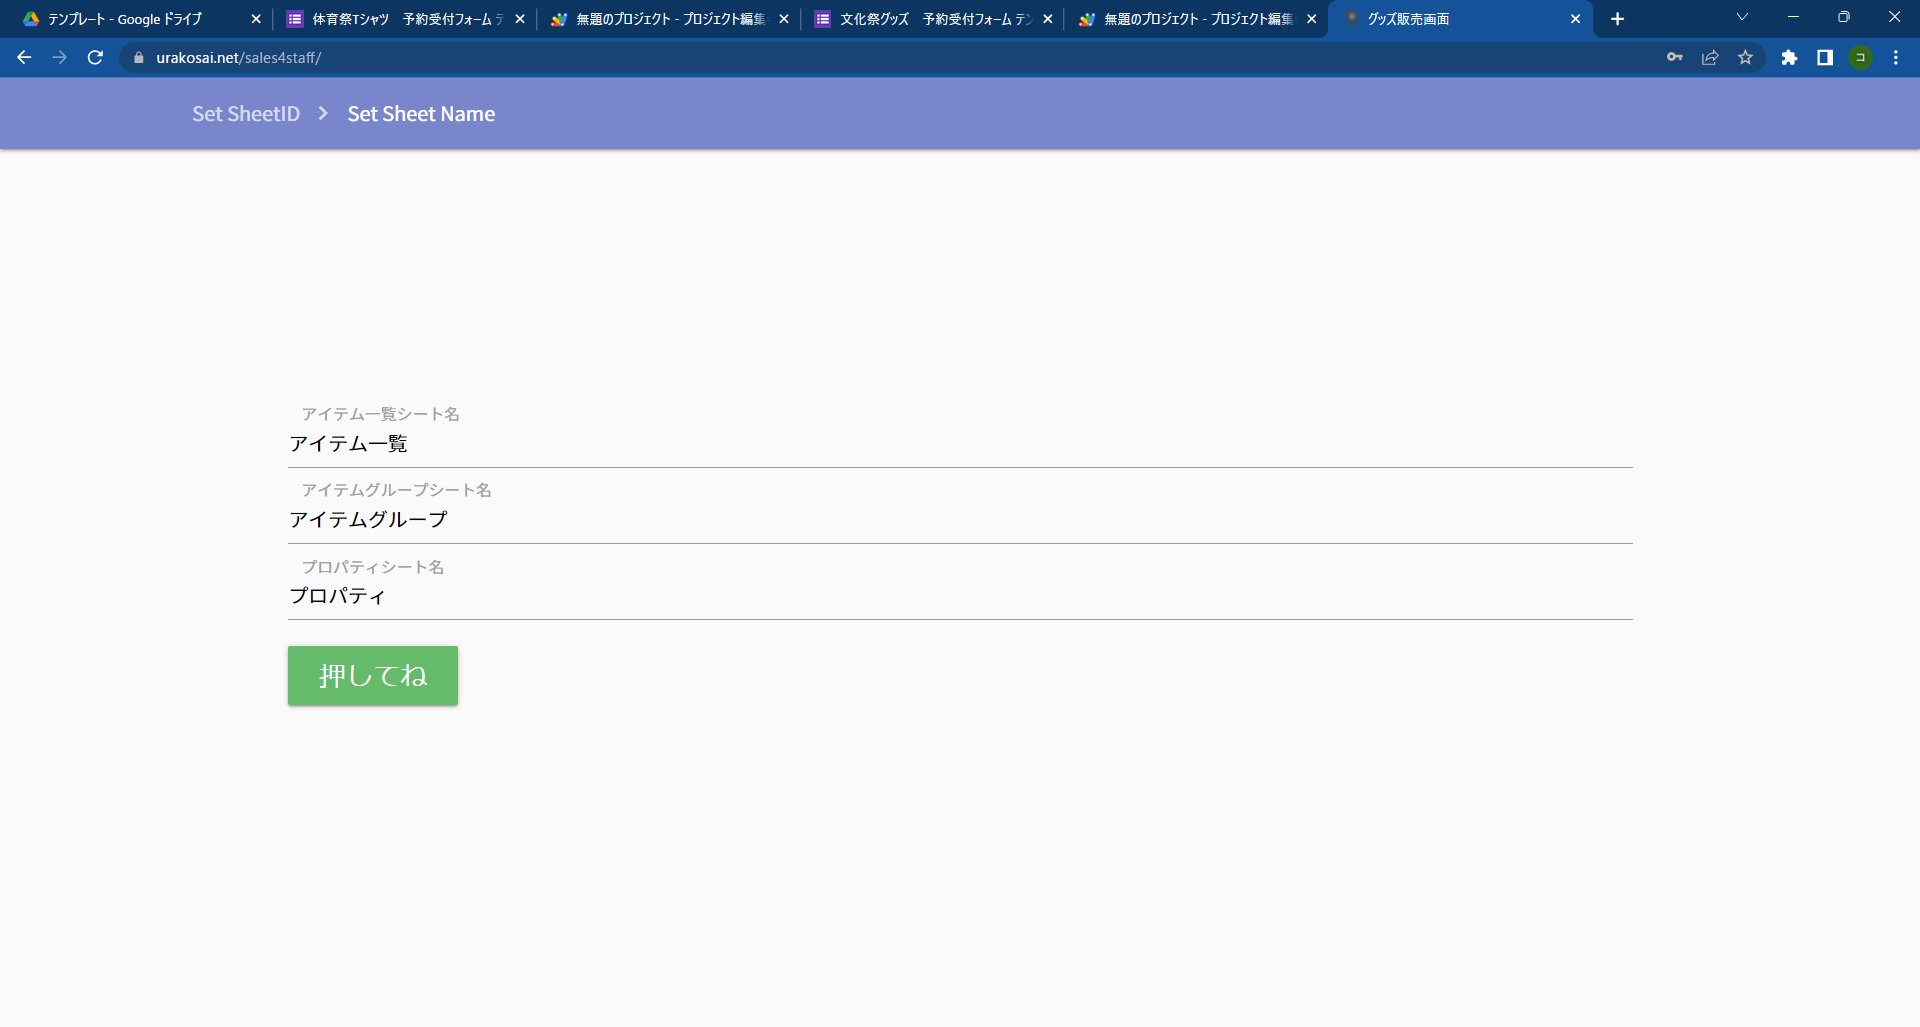 テンプレート - Google ドライブ
体育祭Tシャツ 予約受付フォーム テ
無題のプロジェクト - プロジェクト編集
文化祭グッズ 予約受付フォーム テン
無題のプロジェクト - プロジェクト編集
グッズ販売画面
urakosai.net/sales4staff/
コ
Set SheetID
Set Sheet Name
アイテム一覧シート名
アイテム一覧
アイテムグループシート名
アイテムグループ
プロパティシート名
プロパティ
押してね